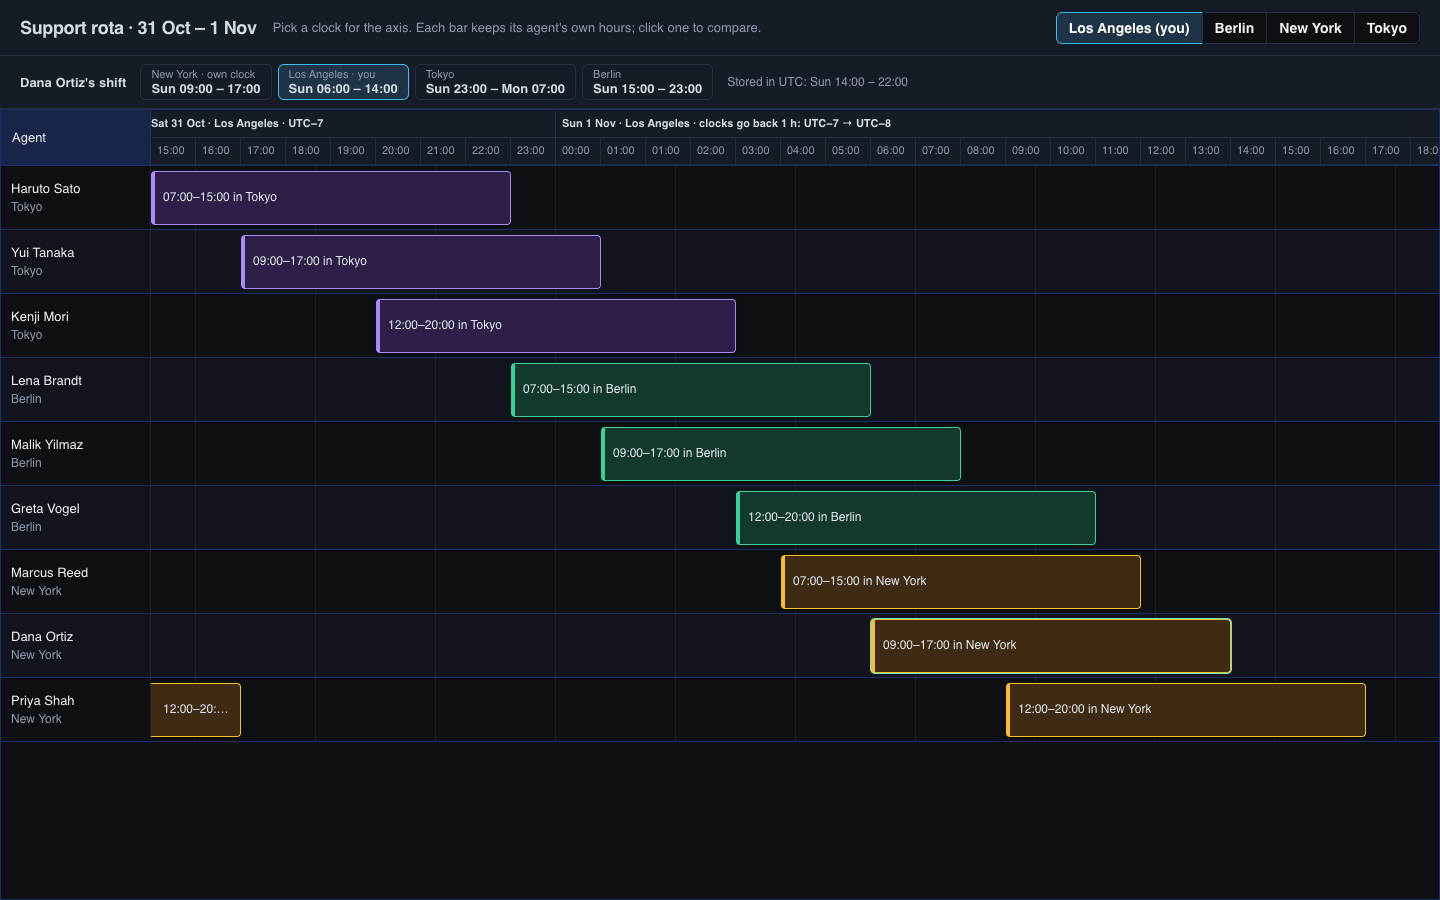 Support rota · 31 Oct – 1 Nov
Pick a clock for the axis. Each bar keeps its agent's own hours; click one to compare.
Los Angeles (you)
Berlin
New York
Tokyo
Dana Ortiz's shift
New York · own clock
Sun 09:00 – 17:00
Los Angeles · you
Sun 06:00 – 14:00
Tokyo
Sun 23:00 – Mon 07:00
Berlin
Sun 15:00 – 23:00
Stored in UTC: Sun 14:00 – 22:00
Agent
Sat 31 Oct · Los Angeles · UTC−7
Sun 1 Nov · Los Angeles · clocks go back 1 h: UTC−7 → UTC−8
15:00 16:00 17:00 18:00 19:00 20:00 21:00 22:00 23:00 00:00 01:00 01:00 02:00 03:00 04:00 05:00 06:00 07:00 08:00 09:00 10:00 11:00 12:00 13:00 14:00 15:00 16:00 17:00 18:0
Haruto Sato
Tokyo
07:00–15:00 in Tokyo
Yui Tanaka
Tokyo
09:00–17:00 in Tokyo
Kenji Mori
Tokyo
12:00–20:00 in Tokyo
Lena Brandt
Berlin
07:00–15:00 in Berlin
Malik Yilmaz
Berlin
09:00–17:00 in Berlin
Greta Vogel
Berlin
12:00–20:00 in Berlin
Marcus Reed
New York
07:00–15:00 in New York
Dana Ortiz
New York
09:00–17:00 in New York
Priya Shah
New York
12:00–20:…
12:00–20:00 in New York